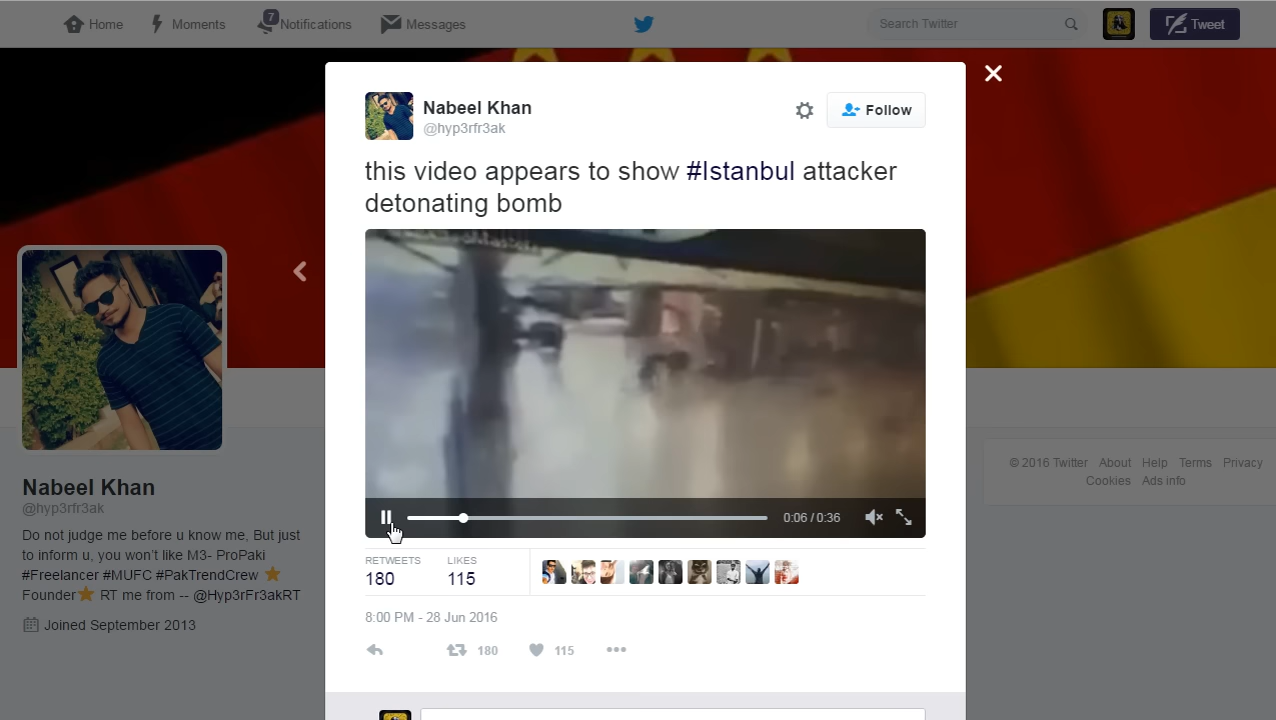 Home
Moments
7
Notifications
Messages
Search Twitter
Tweet
Nabeel Khan
@hyp3rfr3ak
Follow
this video appears to show #Istanbul attacker
detonating bomb
0:06 / 0:36
RETWEETS
180
LIKES
115
8:00 PM - 28 Jun 2016
180
115
Nabeel Khan
@hyp3rfr3ak
Do not judge me before u know me, But just
to inform u, you won't like M3- ProPaki
#Freelancer #MUFC #PakTrendCrew
Founder RT me from -- @Hyp3rFr3akRT
Joined September 2013
© 2016 Twitter About Help Terms Privacy
Cookies Ads info